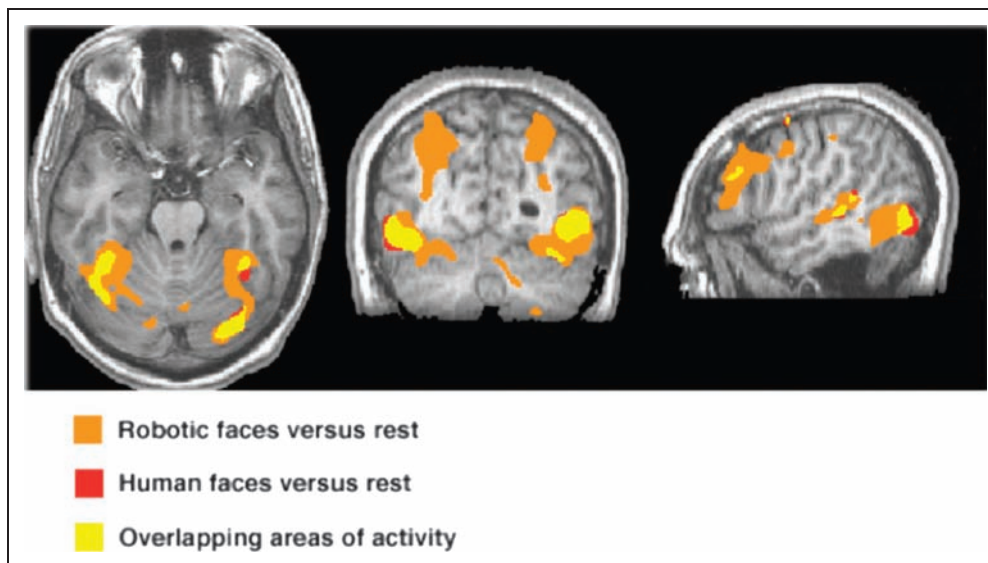 Robotic faces versus rest
Human faces versus rest
Overlapping areas of activity